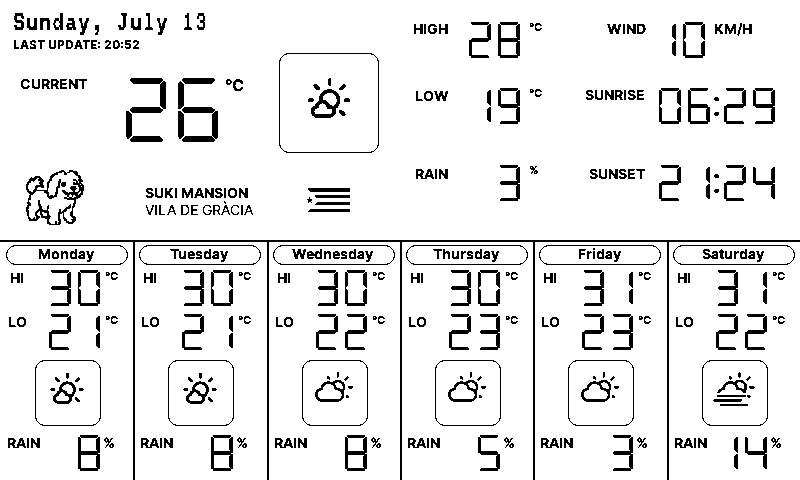 Sunday, July 13
LAST UPDATE: 20:52
CURRENT 26 °C
HIGH 28 °C
WIND 10 KM/H
LOW 19 °C
SUNRISE 06:29
RAIN 3 %
SUNSET 21:24
SUKI MANSION
VILA DE GRÀCIA
Monday
HI 30 °C
LO 21 °C
RAIN 8 %
Tuesday
HI 30 °C
LO 21 °C
RAIN 8 %
Wednesday
HI 30 °C
LO 22 °C
RAIN 8 %
Thursday
HI 30 °C
LO 23 °C
RAIN 5 %
Friday
HI 31 °C
LO 23 °C
RAIN 3 %
Saturday
HI 31 °C
LO 22 °C
RAIN 14 %